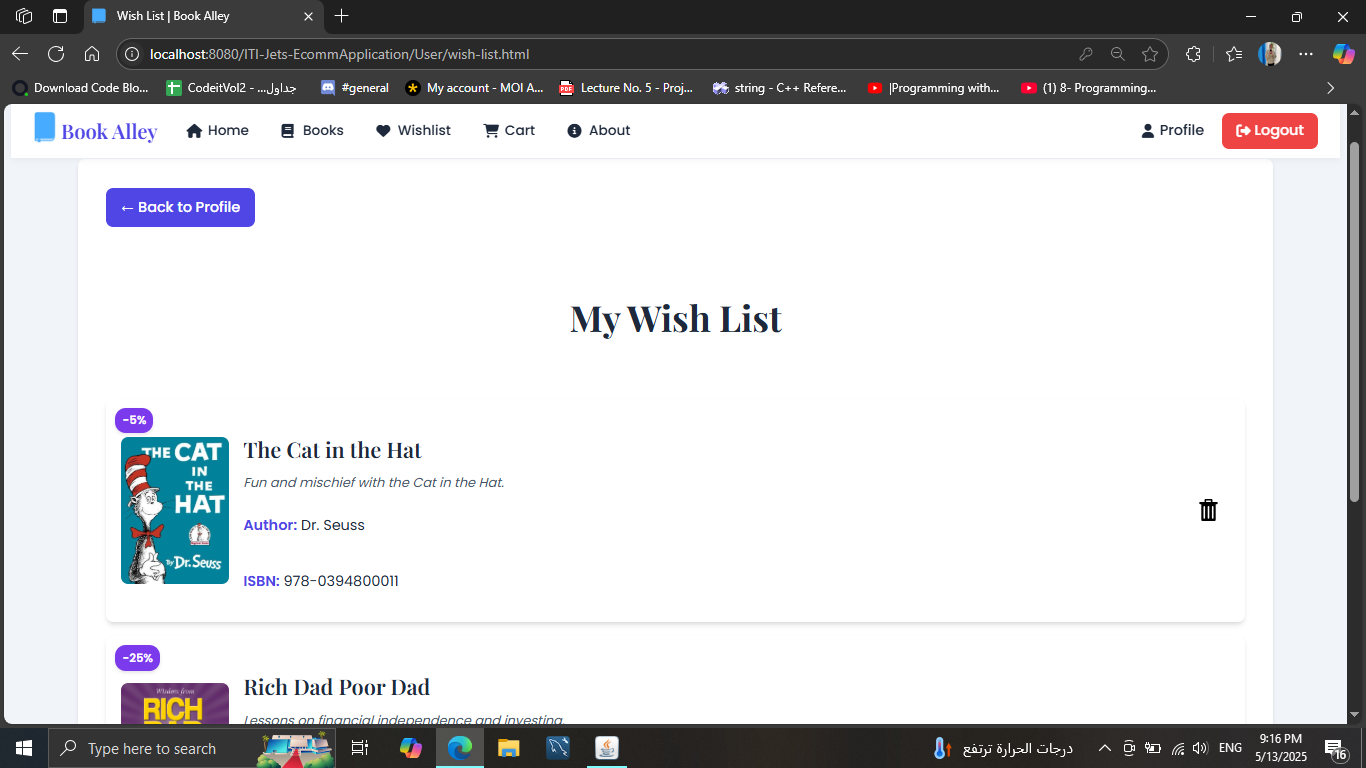 Wish List | Book Alley
localhost:8080/ITI-Jets-EcommApplication/User/wish-list.html
Download Code Blo...
CodeitVol2 - ...جداول
#general
My account - MOI A...
PDF
Lecture No. 5 - Proj...
string - C++ Refere...
|Programming with...
(1) 8- Programming...
Book Alley
Home
Books
Wishlist
Cart
About
Profile
Logout
← Back to Profile
My Wish List
-5%
THE CAT
IN
THE
HAT
By Dr. Seuss
The Cat in the Hat
Fun and mischief with the Cat in the Hat.
Author: Dr. Seuss
ISBN: 978-0394800011
-25%
Wisdom from
RICH
DAD
Rich Dad Poor Dad
Lessons on financial independence and investing.
Type here to search
درجات الحرارة ترتفع
ENG
9:16 PM
5/13/2025
16